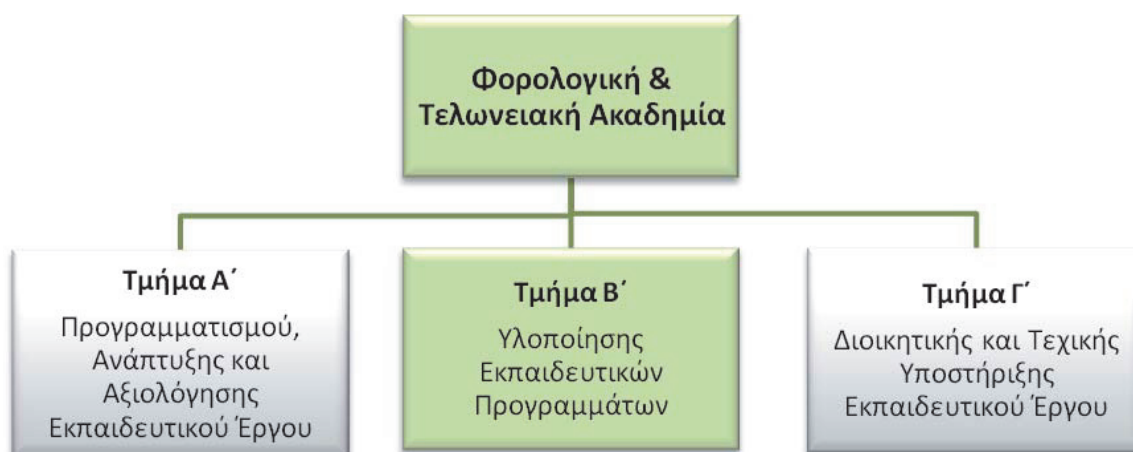 Φορολογική &
Τελωνειακή Ακαδημία
Τμήμα Α΄
Προγραμματισμού,
Ανάπτυξης και
Αξιολόγησης
Εκπαιδευτικού Έργου
Τμήμα Β΄
Υλοποίησης
Εκπαιδευτικών
Προγραμμάτων
Τμήμα Γ΄
Διοικητικής και Τεχικής
Υποστήριξης
Εκπαιδευτικού Έργου